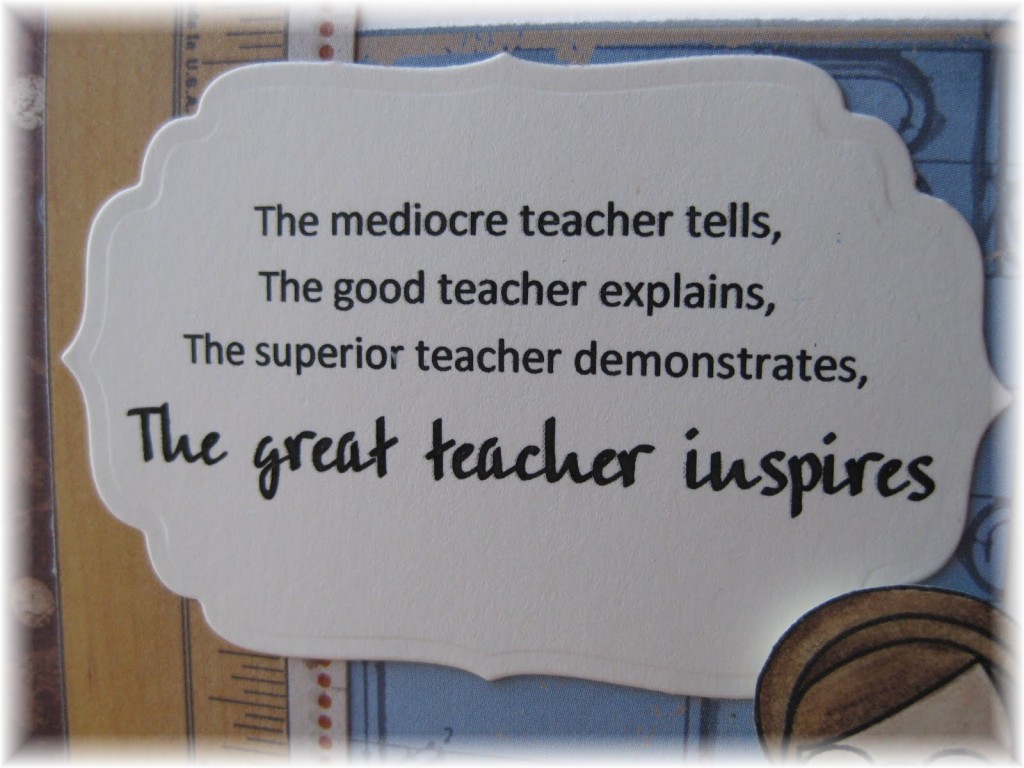 The mediocre teacher tells,
The good teacher explains,
The superior teacher demonstrates,
The great teacher inspires
U.S.A
?